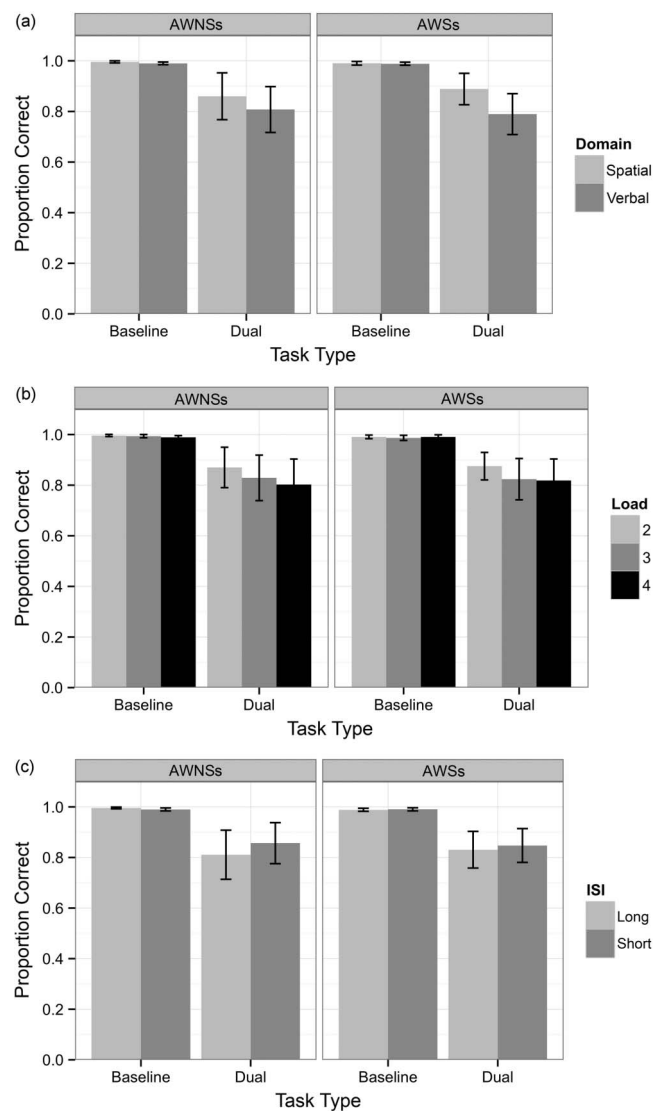 (a)
AWNSs AWSs
1.0
0.8
0.6
0.4
0.2
0.0
Proportion Correct
Baseline Dual Baseline Dual
Task Type
Domain
Spatial
Verbal
(b)
AWNSs AWSs
1.0
0.8
0.6
0.4
0.2
0.0
Proportion Correct
Baseline Dual Baseline Dual
Task Type
Load
2
3
4
(c)
AWNSs AWSs
1.0
0.8
0.6
0.4
0.2
0.0
Proportion Correct
Baseline Dual Baseline Dual
Task Type
ISI
Long
Short